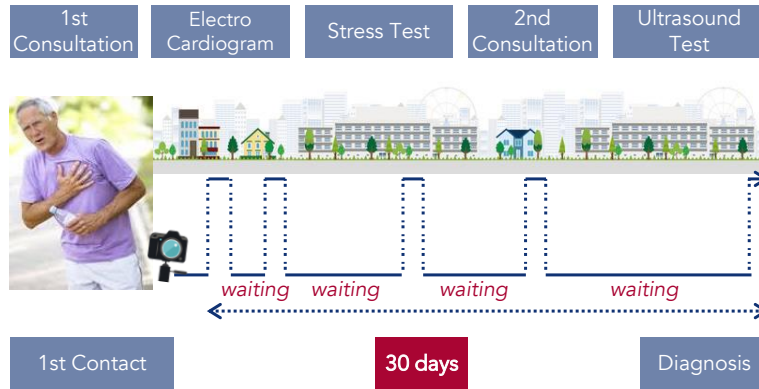 1st
Consultation
Electro
Cardiogram
Stress Test
2nd
Consultation
Ultrasound
Test
waiting
waiting
waiting
waiting
1st Contact
30 days
Diagnosis